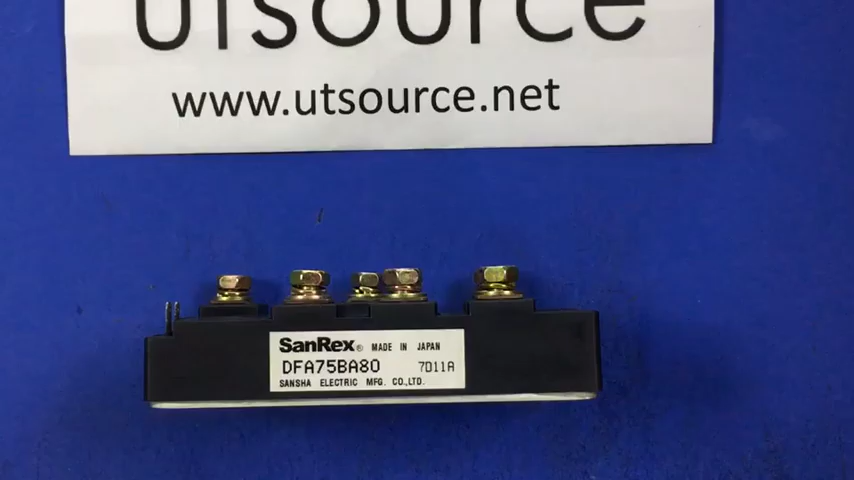 utsource
www.utsource.net
SanRex® MADE IN JAPAN
DFA75BA80 7D11A
SANSHA ELECTRIC MFG. CO.,LTD.